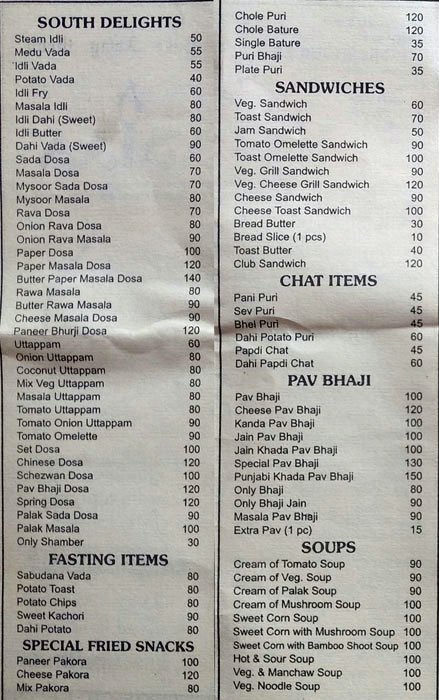 SOUTH DELIGHTS
Steam Idli 50
Medu Vada 55
Idli Vada 55
Potato Vada 40
Idli Fry 60
Masala Idli 80
Idli Dahi (Sweet) 80
Idli Butter 60
Dahi Vada (Sweet) 90
Sada Dosa 60
Masala Dosa 70
Mysoor Sada Dosa 70
Mysoor Masala 80
Rava Dosa 70
Onion Rava Dosa 80
Onion Rava Masala 90
Paper Dosa 100
Paper Masala Dosa 120
Butter Paper Masala Dosa 140
Rawa Masala 80
Butter Rawa Masala 90
Cheese Masala Dosa 90
Paneer Bhurji Dosa 120
Uttappam 60
Onion Uttappam 80
Coconut Uttappam 80
Mix Veg Uttappam 80
Masala Uttappam 80
Tomato Uttappam 80
Tomato Onion Uttappam 90
Tomato Omelette 90
Set Dosa 100
Chinese Dosa 120
Schezwan Dosa 100
Pav Bhaji Dosa 120
Spring Dosa 120
Palak Sada Dosa 90
Palak Masala 100
Only Shamber 30
FASTING ITEMS
Sabudana Vada 80
Potato Toast 80
Potato Chips 80
Sweet Kachori 90
Dahi Potato 80
SPECIAL FRIED SNACKS
Paneer Pakora 100
Cheese Pakora 120
Mix Pakora 80
Chole Puri 120
Chole Bature 120
Single Bature 35
Puri Bhaji 70
Plate Puri 35
SANDWICHES
Veg. Sandwich 60
Toast Sandwich 70
Jam Sandwich 50
Tomato Omelette Sandwich 90
Toast Omelette Sandwich 100
Veg. Grill Sandwich 90
Veg. Cheese Grill Sandwich 120
Cheese Sandwich 90
Cheese Toast Sandwich 100
Bread Butter 30
Bread Slice (1 pcs) 10
Toast Butter 40
Club Sandwich 120
CHAT ITEMS
Pani Puri 45
Sev Puri 45
Bhel Puri 45
Dahi Potato Puri 60
Papdi Chat 45
Dahi Papdi Chat 60
PAV BHAJI
Pav Bhaji 100
Cheese Pav Bhaji 120
Kanda Pav Bhaji 100
Jain Pav Bhaji 100
Jain Khada Pav Bhaji 100
Special Pav Bhaji 130
Punjabi Khada Pav Bhaji 150
Only Bhaji 80
Only Bhaji Jain 90
Masala Pav Bhaji 90
Extra Pav (1 pc) 15
SOUPS
Cream of Tomato Soup 90
Cream of Veg. Soup 90
Cream of Palak Soup 90
Cream of Mushroom Soup 100
Sweet Corn Soup 100
Sweet Corn with Mushroom Soup 100
Sweet Corn with Bamboo Shoot Soup 100
Hot & Sour Soup 100
Veg. & Manchaw Soup 100
Veg. Noodle Soup 100